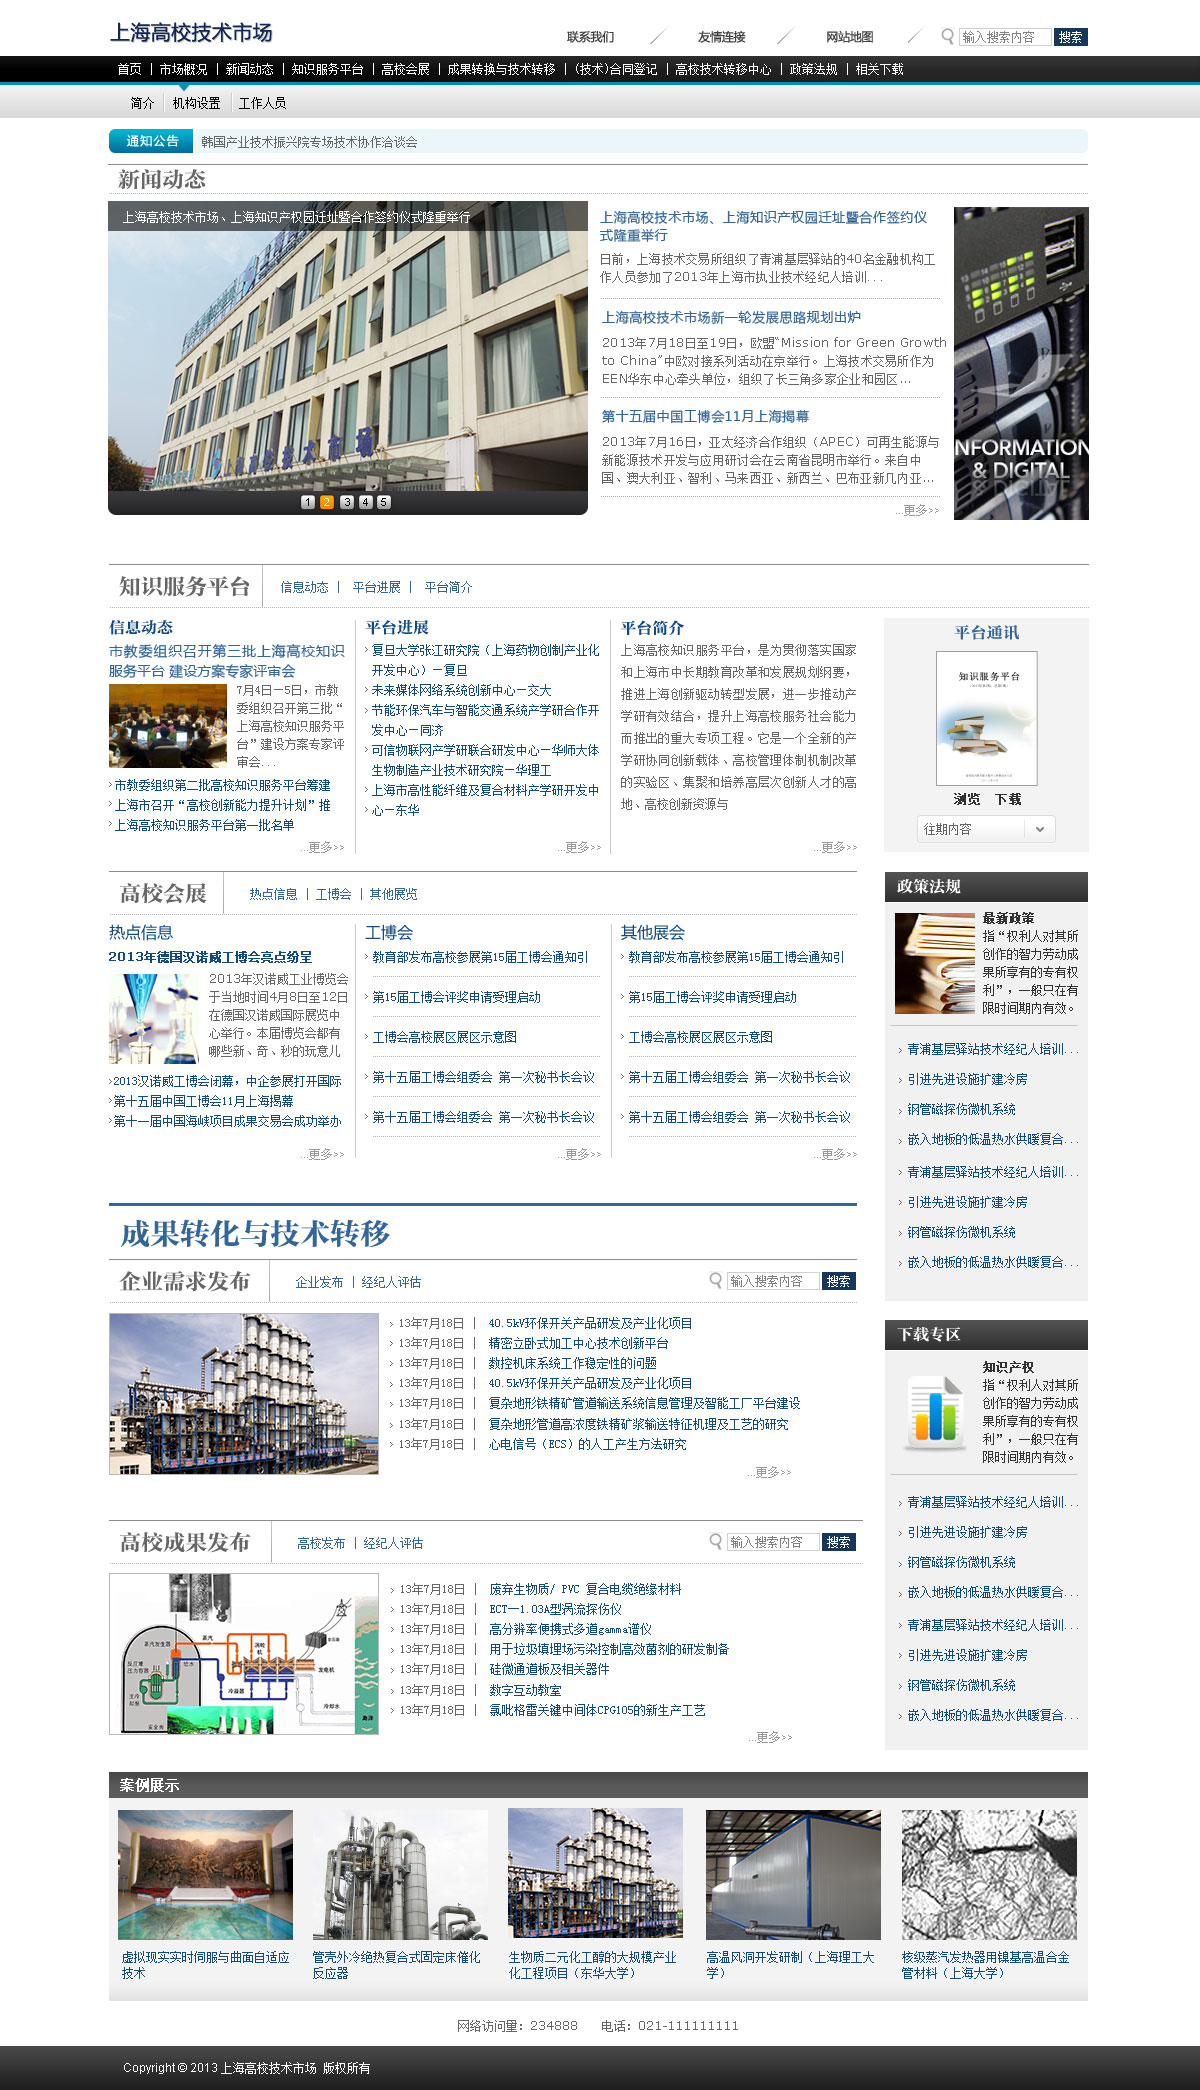 上海高校技术市场
联系我们
友情连接
网站地图
输入搜索内容 搜索
首页 | 市场概况 | 新闻动态 | 知识服务平台 | 高校会展 | 成果转换与技术转移 | (技术)合同登记 | 高校技术转移中心 | 政策法规 | 相关下载
简介 机构设置 工作人员
通知公告 韩国产业技术振兴院专场技术协作洽谈会
新闻动态
上海高校技术市场、上海知识产权园迁址暨合作签约仪式隆重举行
上海高校技术市场
1 2 3 4 5
上海高校技术市场、上海知识产权园迁址暨合作签约仪
式隆重举行
日前，上海技术交易所组织了青浦基层驿站的40名金融机构工
作人员参加了2013年上海市执业技术经纪人培训...
上海高校技术市场新一轮发展思路规划出炉
2013年7月18日至19日，欧盟“Mission for Green Growth
to China”中欧对接系列活动在京举行。上海技术交易所作为
EEN华东中心牵头单位，组织了长三角多家企业和园区...
第十五届中国工博会11月上海揭幕
2013年7月16日，亚太经济合作组织（APEC）可再生能源与
新能源技术开发与应用研讨会在云南省昆明市举行。来自中
国、澳大利亚、智利、马来西亚、新西兰、巴布亚新几内亚...
...更多>>
NFORMATION
& DIGITAL
知识服务平台
信息动态 | 平台进展 | 平台简介
信息动态
市教委组织召开第三批上海高校知识
服务平台 建设方案专家评审会
7月4日—5日，市教
委组织召开第三批“
上海高校知识服务平
台”建设方案专家评
审会...
市教委组织第二批高校知识服务平台筹建
上海市召开“高校创新能力提升计划”推
上海高校知识服务平台第一批名单
...更多>>
平台进展
复旦大学张江研究院（上海药物创制产业化
开发中心）—复旦
未来媒体网络系统创新中心—交大
节能环保汽车与智能交通系统产学研合作开
发中心—同济
可信物联网产学研联合研发中心—华师大体
生物制造产业技术研究院—华理工
上海市高性能纤维及复合材料产学研开发中
心—东华
...更多>>
平台简介
上海高校知识服务平台，是为贯彻落实国家
和上海市中长期教育改革和发展规划纲要，
推进上海创新驱动转型发展，进一步推动产
学研有效结合，提升上海高校服务社会能力
而推出的重大专项工程。它是一个全新的产
学研协同创新载体、高校管理体制机制改革
的实验区、集聚和培养高层次创新人才的高
地、高校创新资源与
...更多>>
平台通讯
知识服务平台
浏览 下载
往期内容
高校会展
热点信息 | 工博会 | 其他展览
热点信息
2013年德国汉诺威工博会亮点纷呈
2013年汉诺威工业博览会
于当地时间4月8日至12日
在德国汉诺威国际展览中
心举行。本届博览会都有
哪些新、奇、秒的玩意儿
2013汉诺威工博会闭幕，中企参展打开国际
第十五届中国工博会11月上海揭幕
第十一届中国海峡项目成果交易会成功举办
...更多>>
工博会
教育部发布高校参展第15届工博会通知引
第15届工博会评奖申请受理启动
工博会高校展区展区示意图
第十五届工博会组委会 第一次秘书长会议
第十五届工博会组委会 第一次秘书长会议
...更多>>
其他展会
教育部发布高校参展第15届工博会通知引
第15届工博会评奖申请受理启动
工博会高校展区展区示意图
第十五届工博会组委会 第一次秘书长会议
第十五届工博会组委会 第一次秘书长会议
...更多>>
政策法规
最新政策
指“权利人对其所
创作的智力劳动成
果所享有的专有权
利”，一般只在有
限时间期内有效。
青浦基层驿站技术经纪人培训...
引进先进设施扩建冷房
钢管磁探伤微机系统
嵌入地板的低温热水供暖复合...
青浦基层驿站技术经纪人培训...
引进先进设施扩建冷房
钢管磁探伤微机系统
嵌入地板的低温热水供暖复合...
成果转化与技术转移
企业需求发布
企业发布 | 经纪人评估
输入搜索内容 搜索
13年7月18日 | 40.5kV环保开关产品研发及产业化项目
13年7月18日 | 精密立卧式加工中心技术创新平台
13年7月18日 | 数控机床系统工作稳定性的问题
13年7月18日 | 40.5kV环保开关产品研发及产业化项目
13年7月18日 | 复杂地形铁精矿管道输送系统信息管理及智能工厂平台建设
13年7月18日 | 复杂地形管道高浓度铁精矿浆输送特征机理及工艺的研究
13年7月18日 | 心电信号（ECS）的人工产生方法研究
...更多>>
下载专区
知识产权
指“权利人对其所
创作的智力劳动成
果所享有的专有权
利”，一般只在有
限时间期内有效。
青浦基层驿站技术经纪人培训...
引进先进设施扩建冷房
钢管磁探伤微机系统
嵌入地板的低温热水供暖复合...
青浦基层驿站技术经纪人培训...
引进先进设施扩建冷房
钢管磁探伤微机系统
嵌入地板的低温热水供暖复合...
高校成果发布
高校发布 | 经纪人评估
输入搜索内容 搜索
13年7月18日 | 废弃生物质/ PVC 复合电缆绝缘材料
13年7月18日 | ECT—1.03A型涡流探伤仪
13年7月18日 | 高分辨率便携式多道gamma谱仪
13年7月18日 | 用于垃圾填埋场污染控制高效菌剂的研发制备
13年7月18日 | 硅微通道板及相关器件
13年7月18日 | 数字互动教室
13年7月18日 | 氯吡格雷关键中间体CPG105的新生产工艺
...更多>>
案例展示
虚拟现实实时伺服与曲面自适应
技术
管壳外冷绝热复合式固定床催化
反应器
生物质二元化工醇的大规模产业
化工程项目（东华大学）
高温风洞开发研制（上海理工大
学）
核级蒸汽发热器用镍基高温合金
管材料（上海大学）
网络访问量：234888 电话：021-111111111
Copyright © 2013 上海高校技术市场 版权所有